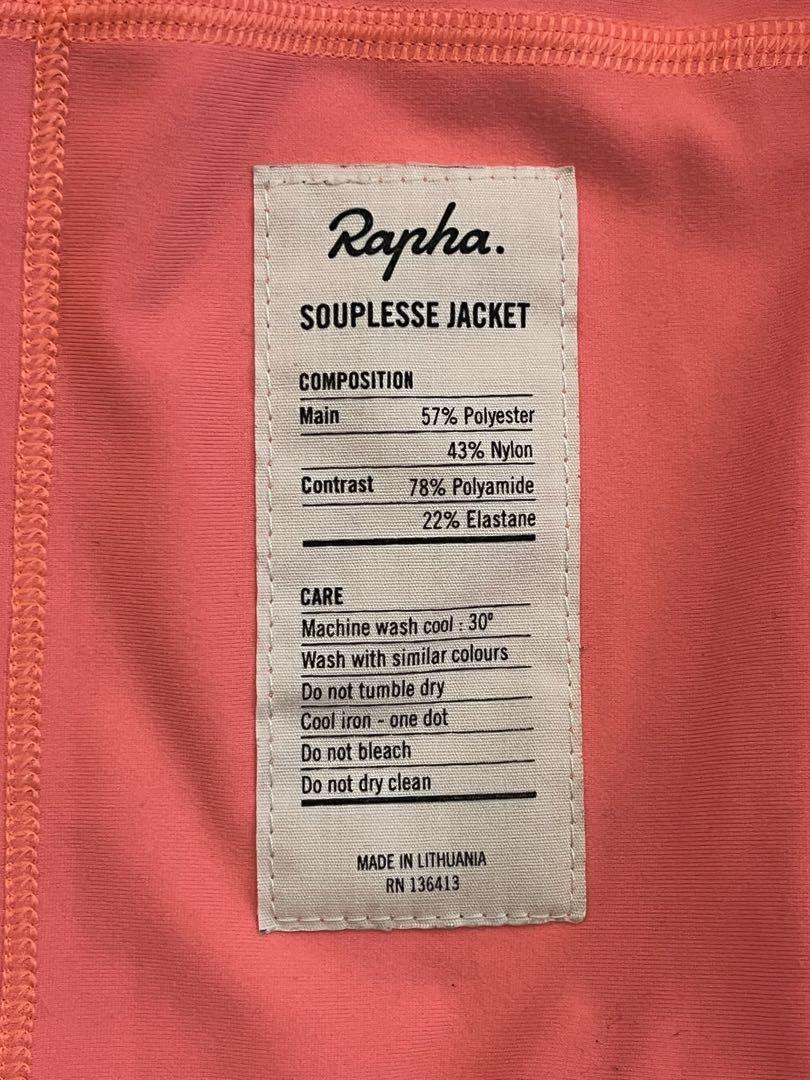 Rapha.
SOUPLESSE JACKET
COMPOSITION
Main 57% Polyester
43% Nylon
Contrast 78% Polyamide
22% Elastane
CARE
Machine wash cool : 30º
Wash with similar colours
Do not tumble dry
Cool iron - one dot
Do not bleach
Do not dry clean
MADE IN LITHUANIA
RN 136413